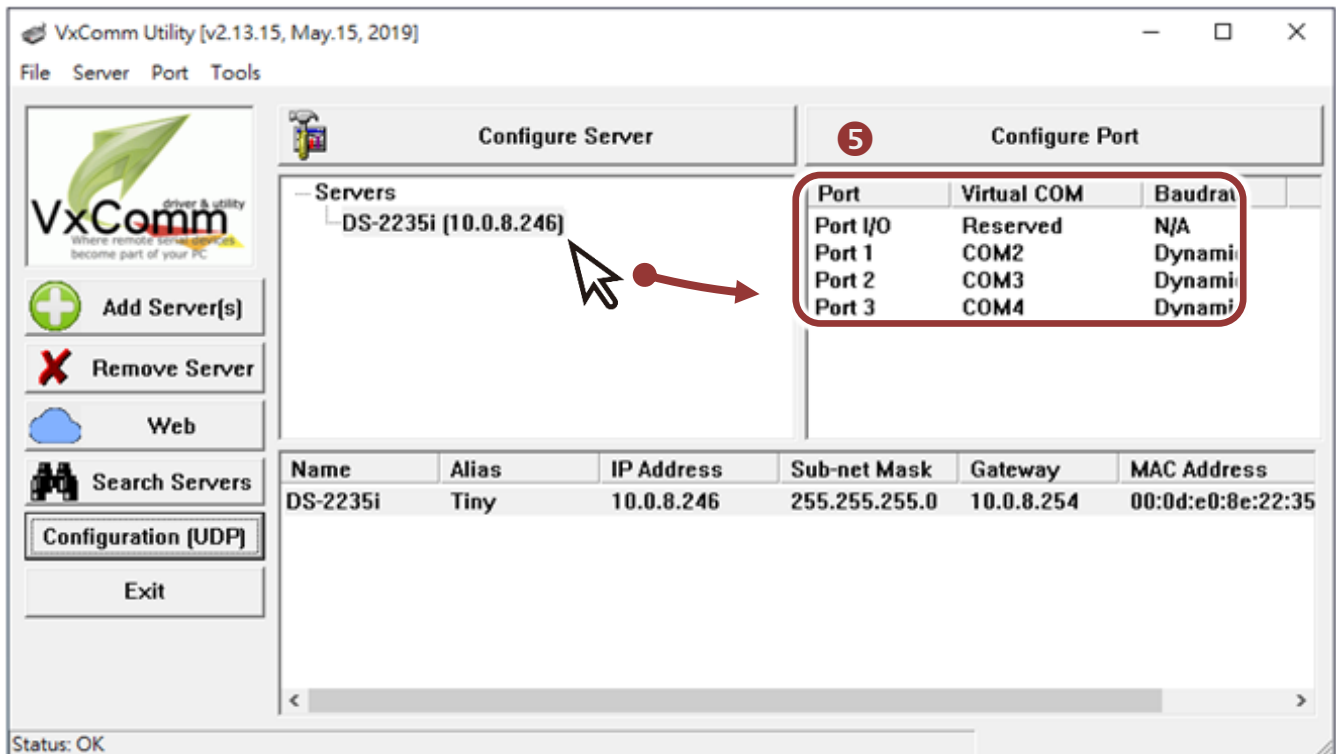 VxComm Utility [v2.13.15, May.15, 2019]
File Server Port Tools
VxComm
driver & utility
Where remote serial devices
become part of your PC
Add Server(s)
Remove Server
Web
Search Servers
Configuration (UDP)
Exit
Configure Server
Servers
DS-2235i (10.0.8.246)
5
Configure Port
Port Virtual COM Baudrat
Port I/O Reserved N/A
Port 1 COM2 Dynami
Port 2 COM3 Dynami
Port 3 COM4 Dynami
Name Alias IP Address Sub-net Mask Gateway MAC Address
DS-2235i Tiny 10.0.8.246 255.255.255.0 10.0.8.254 00:0d:e0:8e:22:35
Status: OK